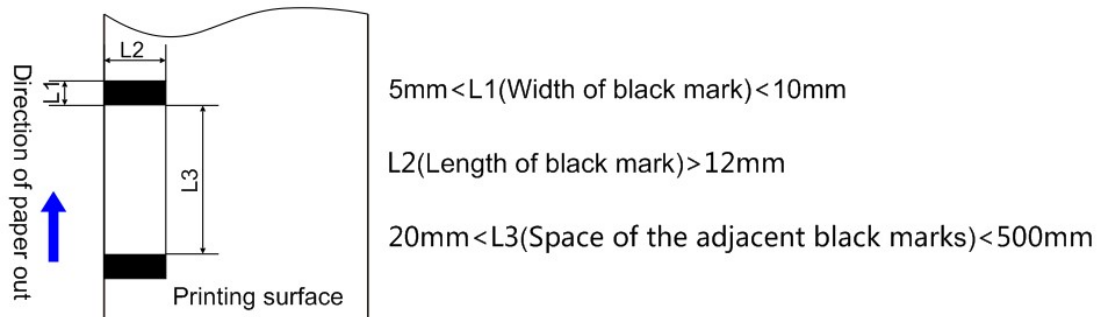 L2
L1
Direction of paper out
L3
Printing surface
5mm<L1(Width of black mark)<10mm
L2(Length of black mark)>12mm
20mm<L3(Space of the adjacent black marks)<500mm